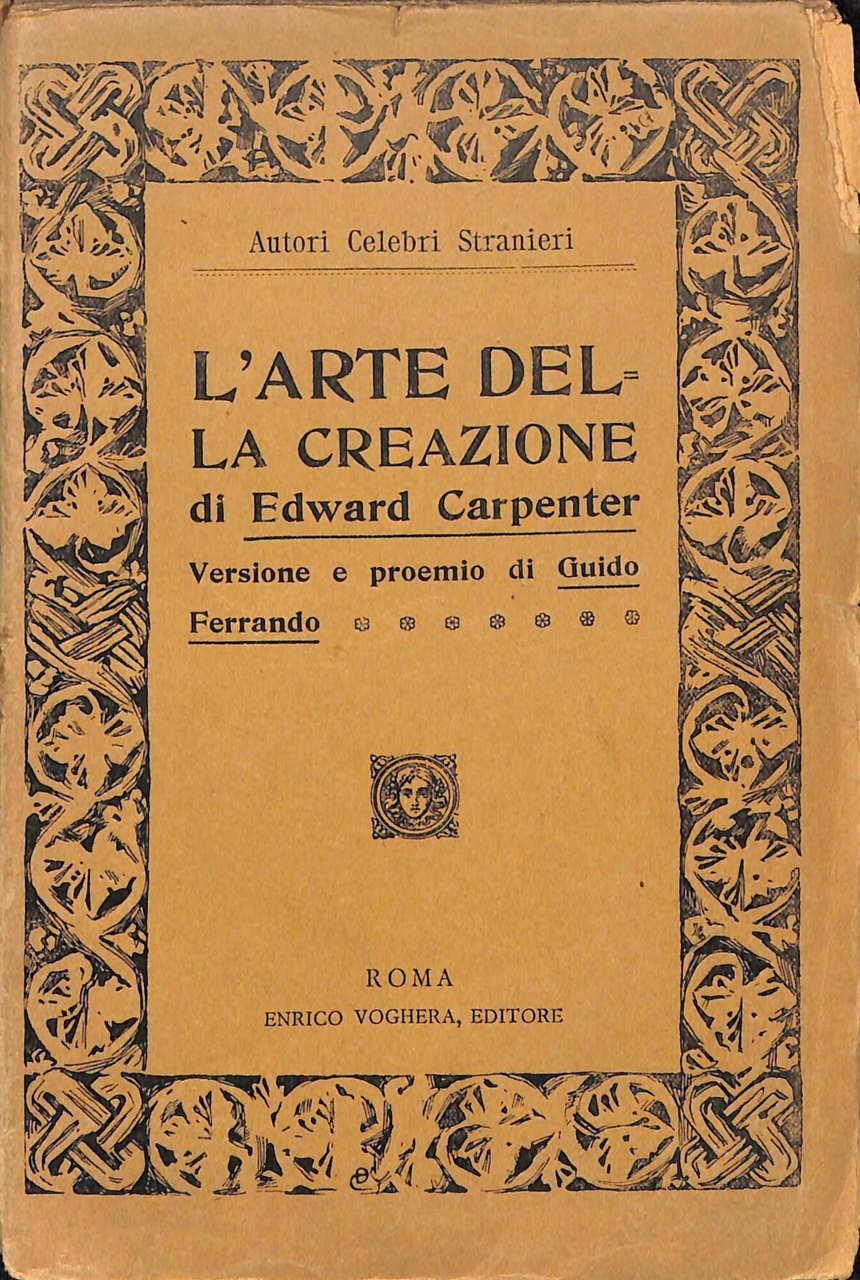 Autori Celebri Stranieri
L'ARTE DEL=
LA CREAZIONE
di Edward Carpenter
Versione e proemio di Guido
Ferrando
ROMA
ENRICO VOGHERA, EDITORE